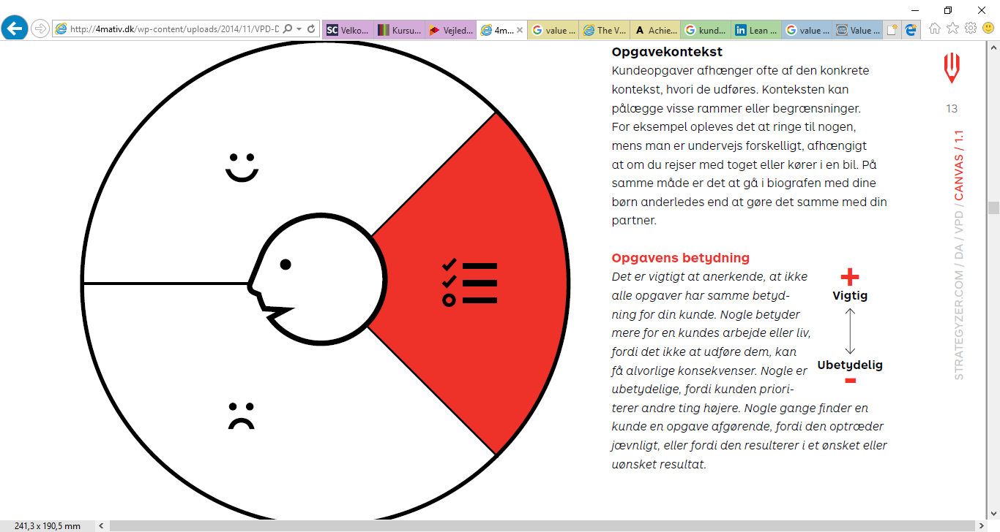 http://4mativ.dk/wp-content/uploads/2014/11/VPD-D
SC Velko...
Kursu...
Vejled...
4m...
value ...
The V...
A Achie...
kund...
in Lean ...
value ...
Value ...
Opgavekontekst
Kundeopgaver afhænger ofte af den konkrete
kontekst, hvori de udføres. Konteksten kan
pålægge visse rammer eller begrænsninger.
For eksempel opleves det at ringe til nogen,
mens man er undervejs forskelligt, afhængigt
at om du rejser med toget eller kører i en bil. På
samme måde er det at gå i biografen med dine
børn anderledes end at gøre det samme med din
partner.
Opgavens betydning
Det er vigtigt at anerkende, at ikke
alle opgaver har samme betyd-
ning for din kunde. Nogle betyder
mere for en kundes arbejde eller liv,
fordi det ikke at udføre dem, kan
få alvorlige konsekvenser. Nogle er
ubetydelige, fordi kunden priori-
terer andre ting højere. Nogle gange finder en
kunde en opgave afgørende, fordi den optræder
jævnligt, eller fordi den resulterer i et ønsket eller
uønsket resultat.
+
Vigtig
Ubetydelig
-
13
STRATEGYZER.COM / DA / VPD / CANVAS / 1.1
241,3 x 190,5 mm